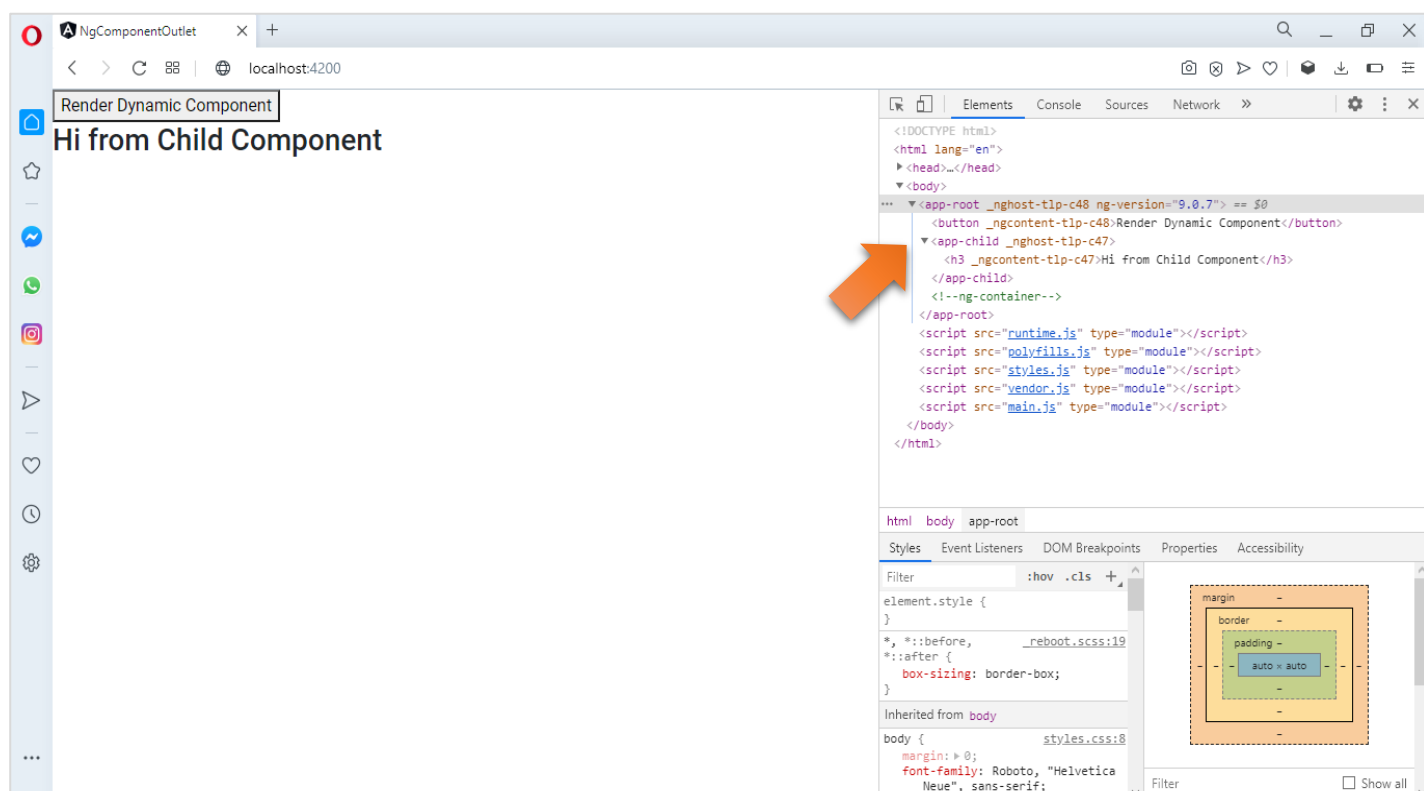 NgComponentOutlet
localhost:4200
Render Dynamic Component
Hi from Child Component
Elements Console Sources Network »
<!DOCTYPE html>
<html lang="en">
<head>…</head>
<body>
<app-root _nghost-tlp-c48 ng-version="9.0.7"> == $0
<button _ngcontent-tlp-c48>Render Dynamic Component</button>
<app-child _nghost-tlp-c47>
<h3 _ngcontent-tlp-c47>Hi from Child Component</h3>
</app-child>
<!--ng-container-->
</app-root>
<script src="runtime.js" type="module"></script>
<script src="polyfills.js" type="module"></script>
<script src="styles.js" type="module"></script>
<script src="vendor.js" type="module"></script>
<script src="main.js" type="module"></script>
</body>
</html>
html body app-root
Styles Event Listeners DOM Breakpoints Properties Accessibility
Filter :hov .cls +
element.style {
}
*, *::before, _reboot.scss:19
*::after {
box-sizing: border-box;
}
Inherited from body
body { styles.css:8
margin: 0;
font-family: Roboto, "Helvetica
Neue", sans-serif;
margin -
border -
padding -
- - - auto × auto - - -
-
-
-
Filter Show all